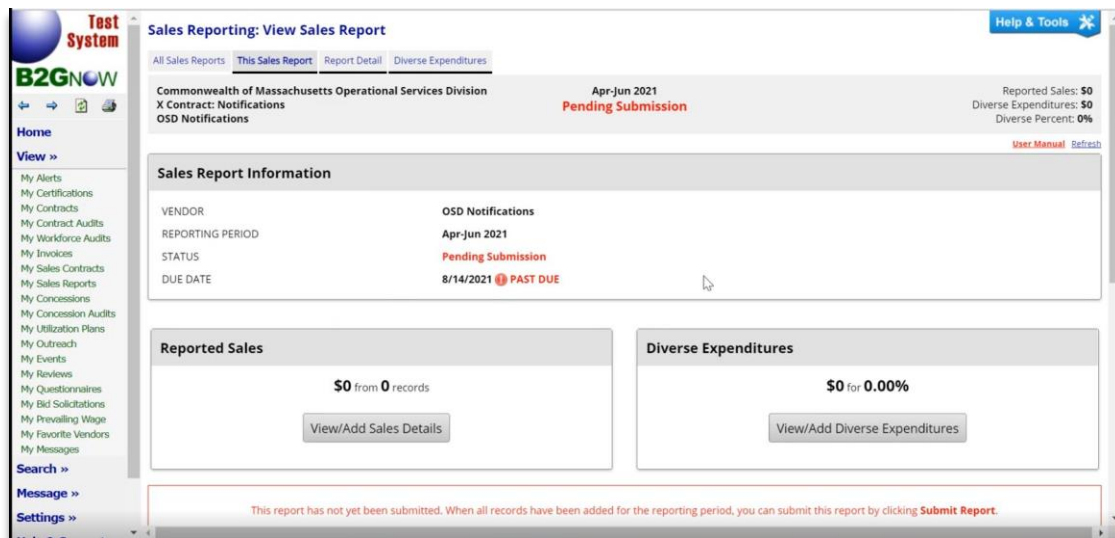 Test
System
B2GNOW
Home
View »
My Alerts
My Certifications
My Contracts
My Contract Audits
My Workforce Audits
My Invoices
My Sales Contracts
My Sales Reports
My Concessions
My Concession Audits
My Utilization Plans
My Outreach
My Events
My Reviews
My Questionnaires
My Bid Solicitations
My Prevailing Wage
My Favorite Vendors
My Messages
Search »
Message »
Settings »
Sales Reporting: View Sales Report
Help & Tools
All Sales Reports This Sales Report Report Detail Diverse Expenditures
Commonwealth of Massachusetts Operational Services Division
X Contract: Notifications
OSD Notifications
Apr-Jun 2021
Pending Submission
Reported Sales: $0
Diverse Expenditures: $0
Diverse Percent: 0%
User Manual Refresh
Sales Report Information
VENDOR OSD Notifications
REPORTING PERIOD Apr-Jun 2021
STATUS Pending Submission
DUE DATE 8/14/2021 PAST DUE
Reported Sales
$0 from 0 records
View/Add Sales Details
Diverse Expenditures
$0 for 0.00%
View/Add Diverse Expenditures
This report has not yet been submitted. When all records have been added for the reporting period, you can submit this report by clicking Submit Report.